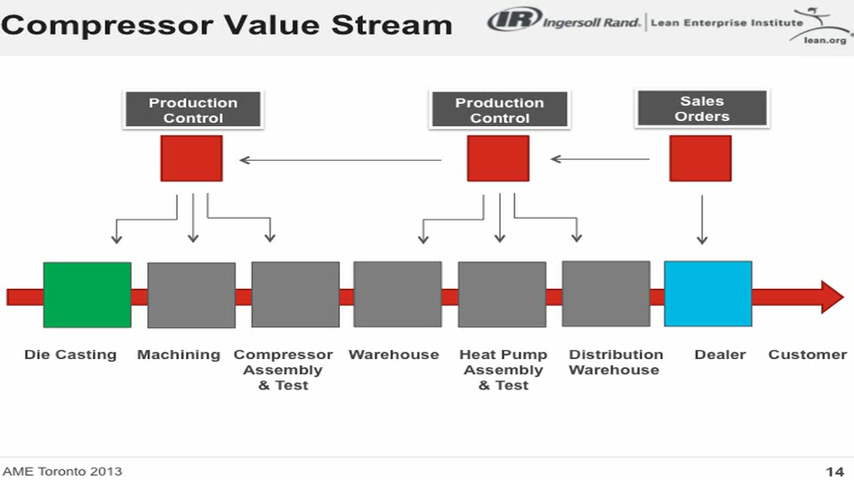 Compressor Value Stream
IR Ingersoll Rand. Lean Enterprise Institute
lean.org
Production
Control
Production
Control
Sales
Orders
Die Casting
Machining
Compressor
Assembly
& Test
Warehouse
Heat Pump
Assembly
& Test
Distribution
Warehouse
Dealer
Customer
AME Toronto 2013
14